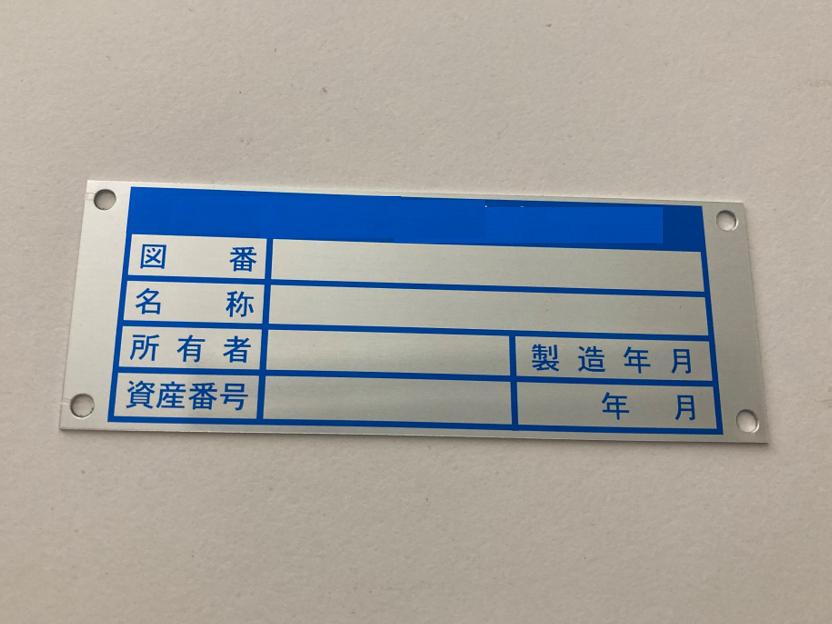 図番
名称
所有者 製造年月
資産番号 年 月